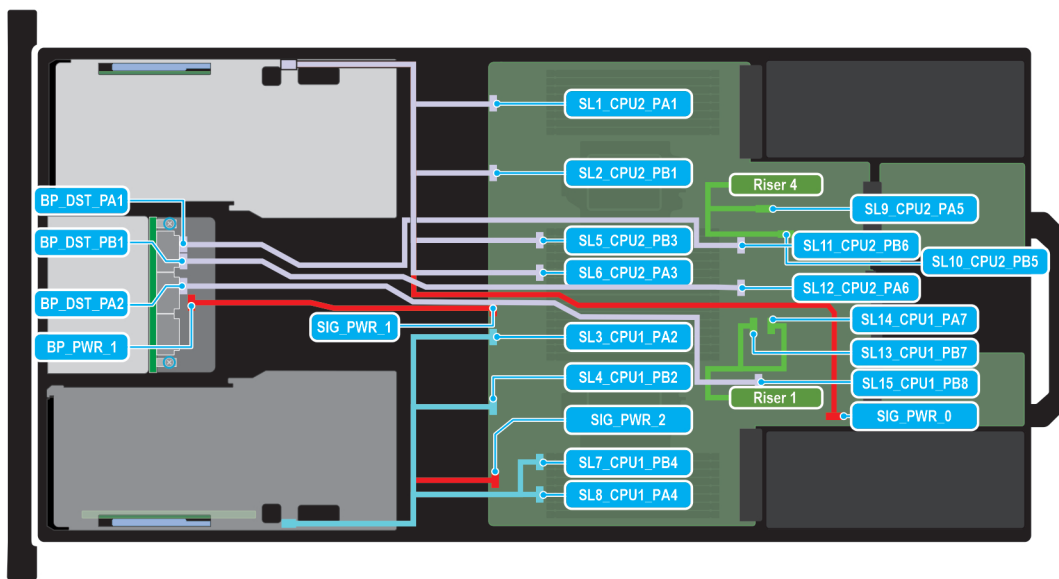 SL1_CPU2_PA1
SL2_CPU2_PB1
Riser 4
BP_DST_PA1
SL9_CPU2_PA5
BP_DST_PB1
SL5_CPU2_PB3
SL11_CPU2_PB6
SL10_CPU2_PB5
SL6_CPU2_PA3
SL12_CPU2_PA6
BP_DST_PA2
SL14_CPU1_PA7
SIG_PWR_1
SL3_CPU1_PA2
BP_PWR_1
SL13_CPU1_PB7
SL4_CPU1_PB2
SL15_CPU1_PB8
Riser 1
SIG_PWR_2
SIG_PWR_0
SL7_CPU1_PB4
SL8_CPU1_PA4